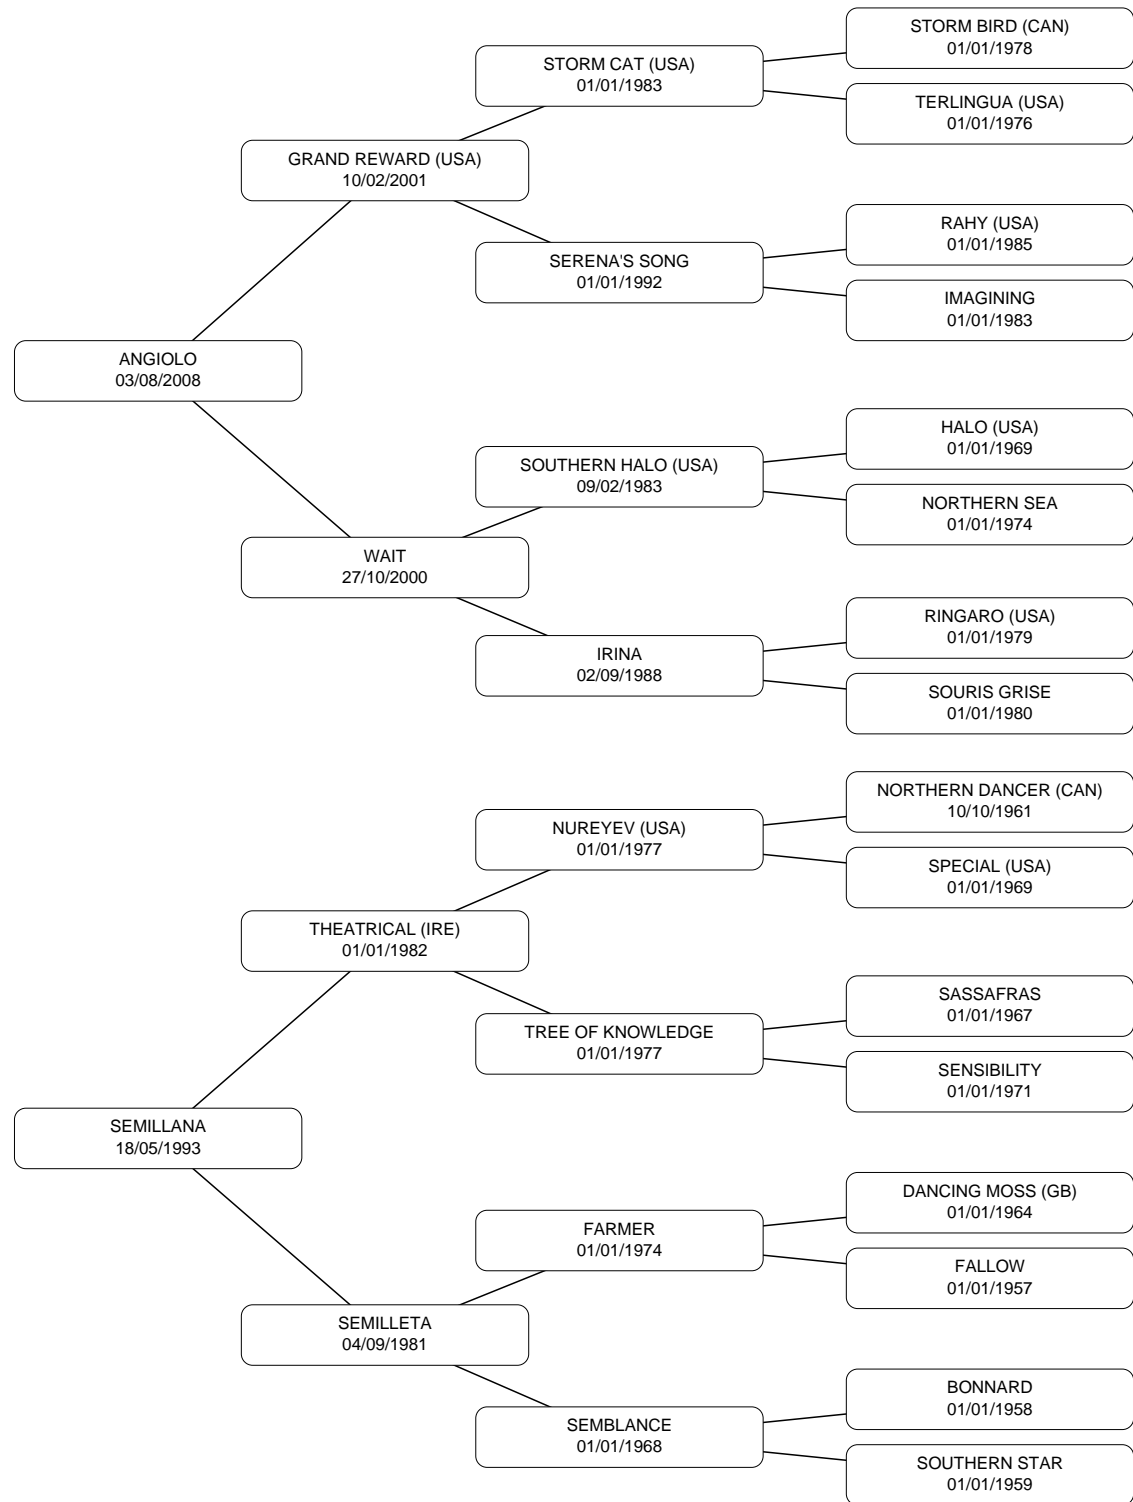 STORM BIRD (CAN)
01/01/1978
STORM CAT (USA)
01/01/1983
TERLINGUA (USA)
01/01/1976
GRAND REWARD (USA)
10/02/2001
RAHY (USA)
01/01/1985
SERENA'S SONG
01/01/1992
IMAGINING
01/01/1983
ANGIOLO
03/08/2008
HALO (USA)
01/01/1969
SOUTHERN HALO (USA)
09/02/1983
NORTHERN SEA
01/01/1974
WAIT
27/10/2000
RINGARO (USA)
01/01/1979
IRINA
02/09/1988
SOURIS GRISE
01/01/1980
NORTHERN DANCER (CAN)
10/10/1961
NUREYEV (USA)
01/01/1977
SPECIAL (USA)
01/01/1969
THEATRICAL (IRE)
01/01/1982
SASSAFRAS
01/01/1967
TREE OF KNOWLEDGE
01/01/1977
SENSIBILITY
01/01/1971
SEMILLANA
18/05/1993
DANCING MOSS (GB)
01/01/1964
FARMER
01/01/1974
FALLOW
01/01/1957
SEMILLETA
04/09/1981
BONNARD
01/01/1958
SEMBLANCE
01/01/1968
SOUTHERN STAR
01/01/1959